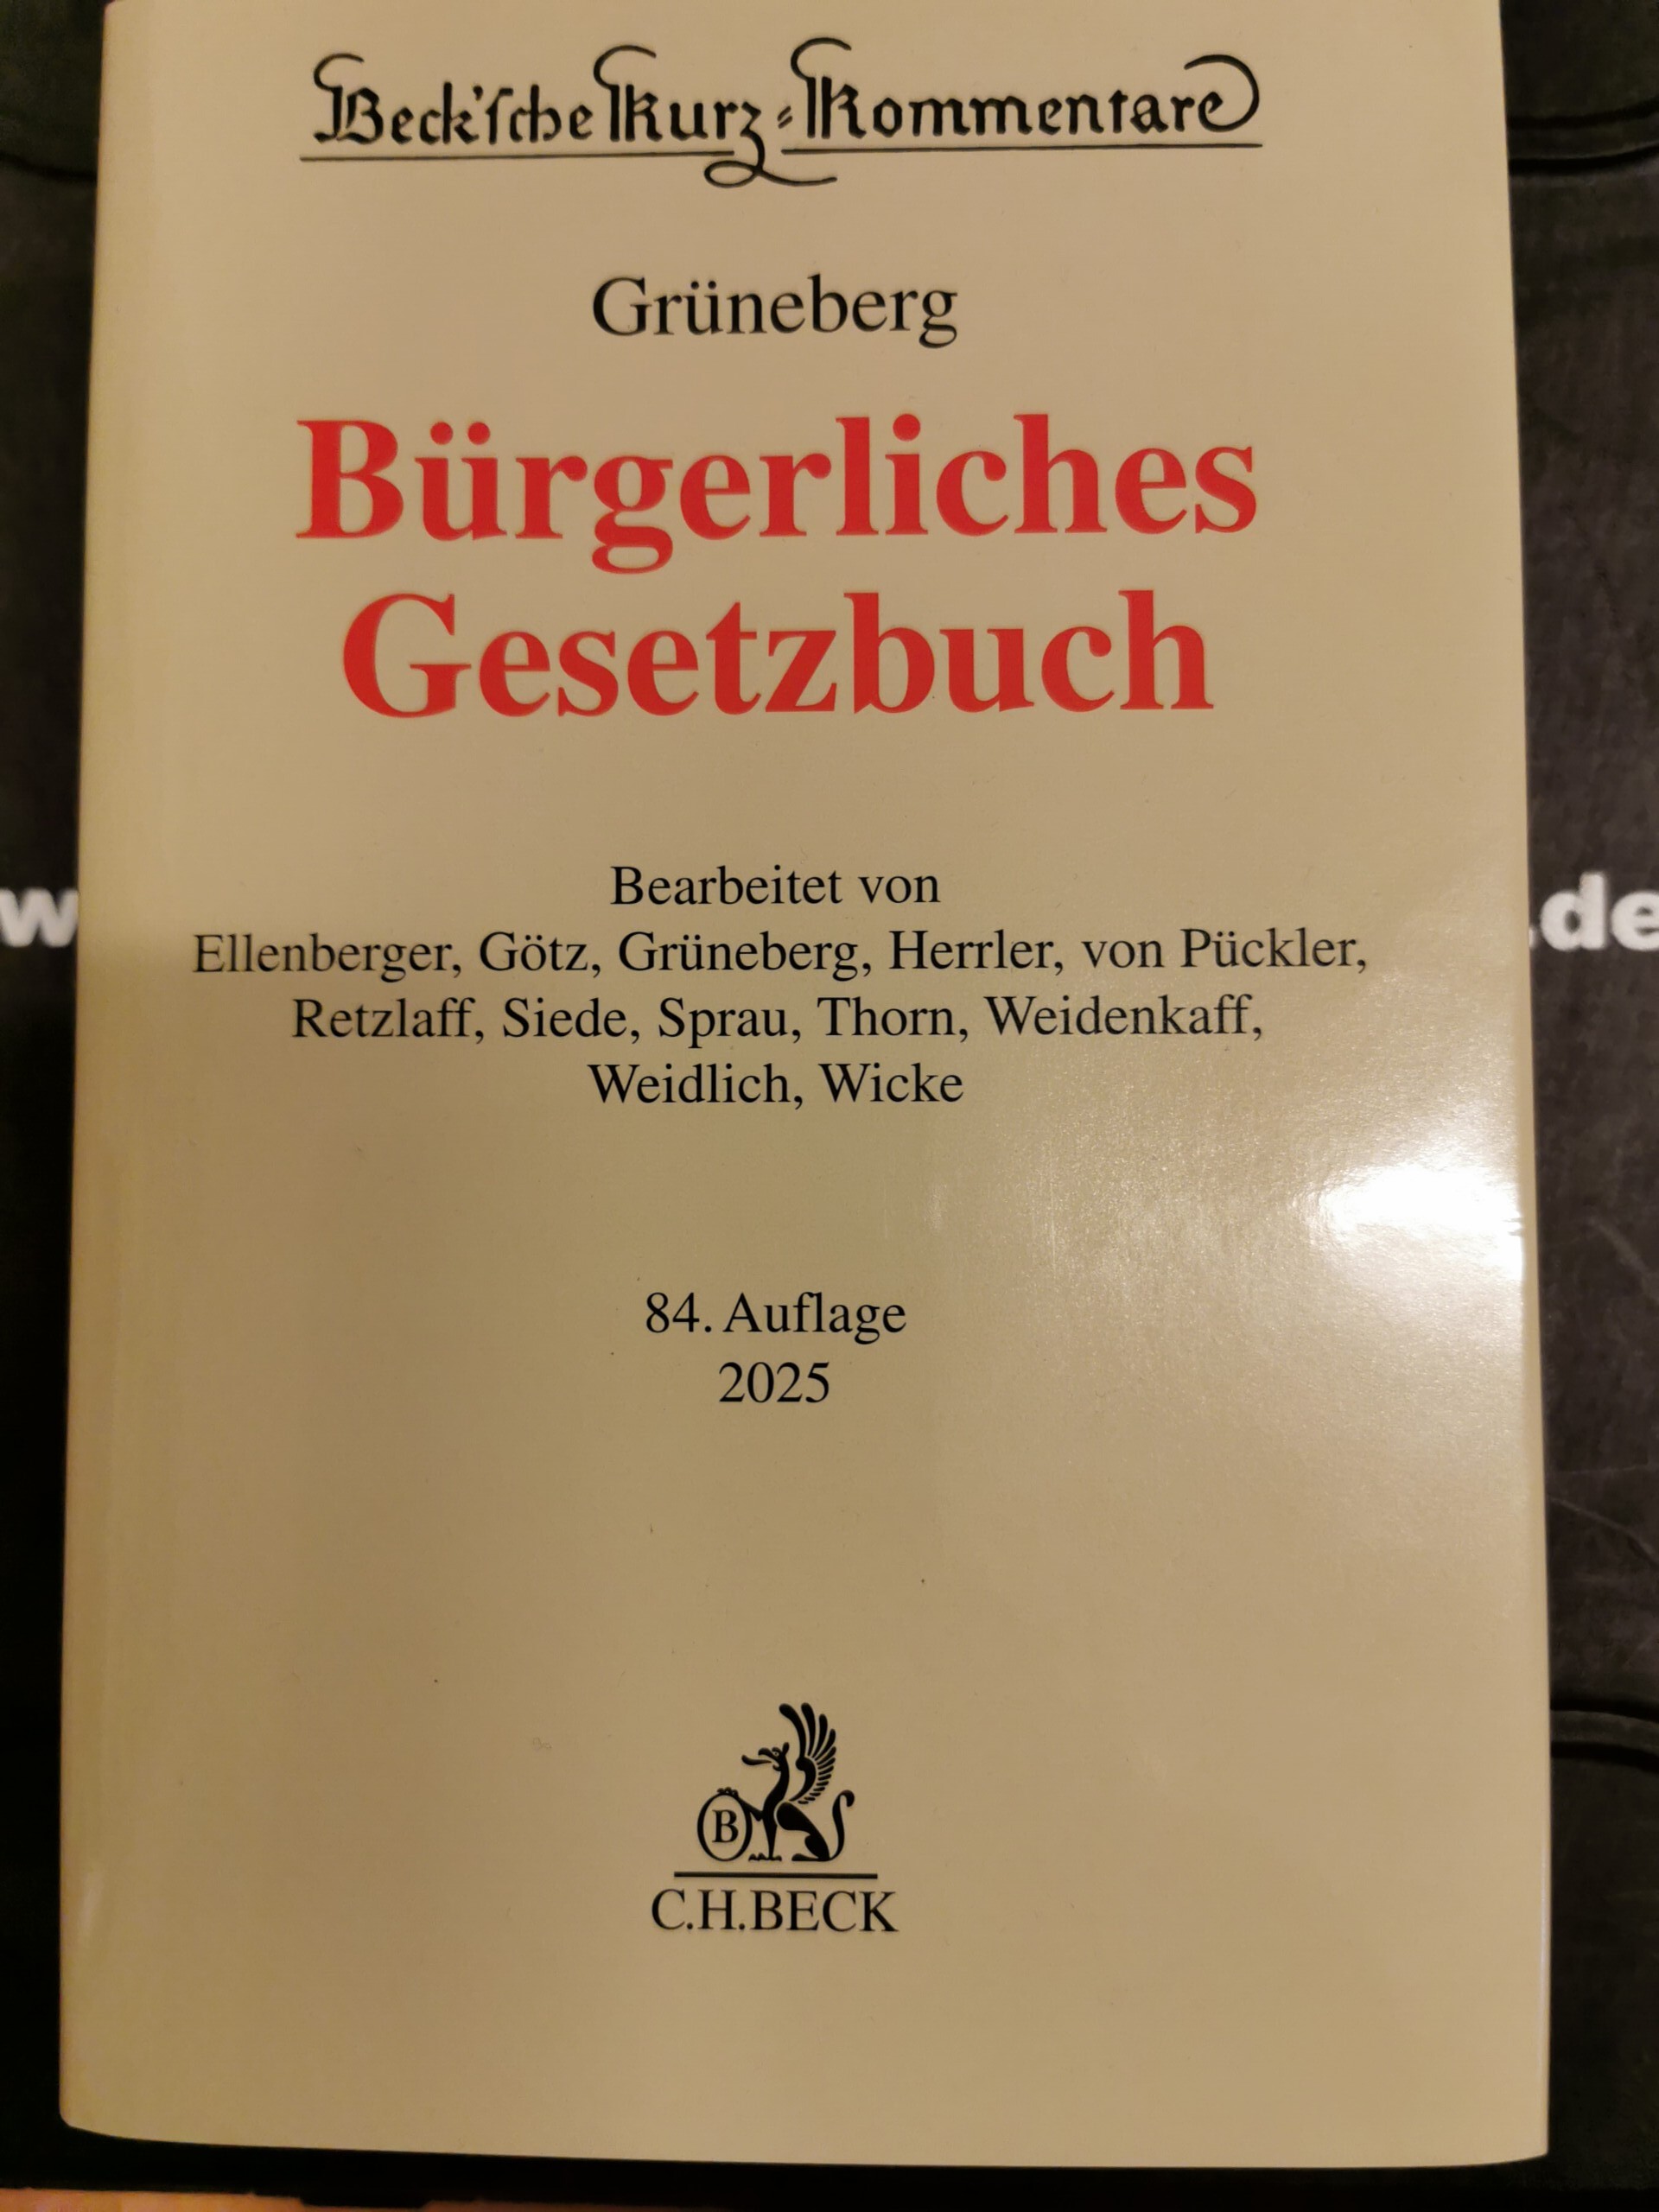 Beck'sche Kurz-Kommentare
Grüneberg
Bürgerliches
Gesetzbuch
Bearbeitet von
Ellenberger, Götz, Grüneberg, Herrler, von Pückler,
Retzlaff, Siede, Sprau, Thorn, Weidenkaff,
Weidlich, Wicke
w .de
84. Auflage
2025
B
C.H.BECK